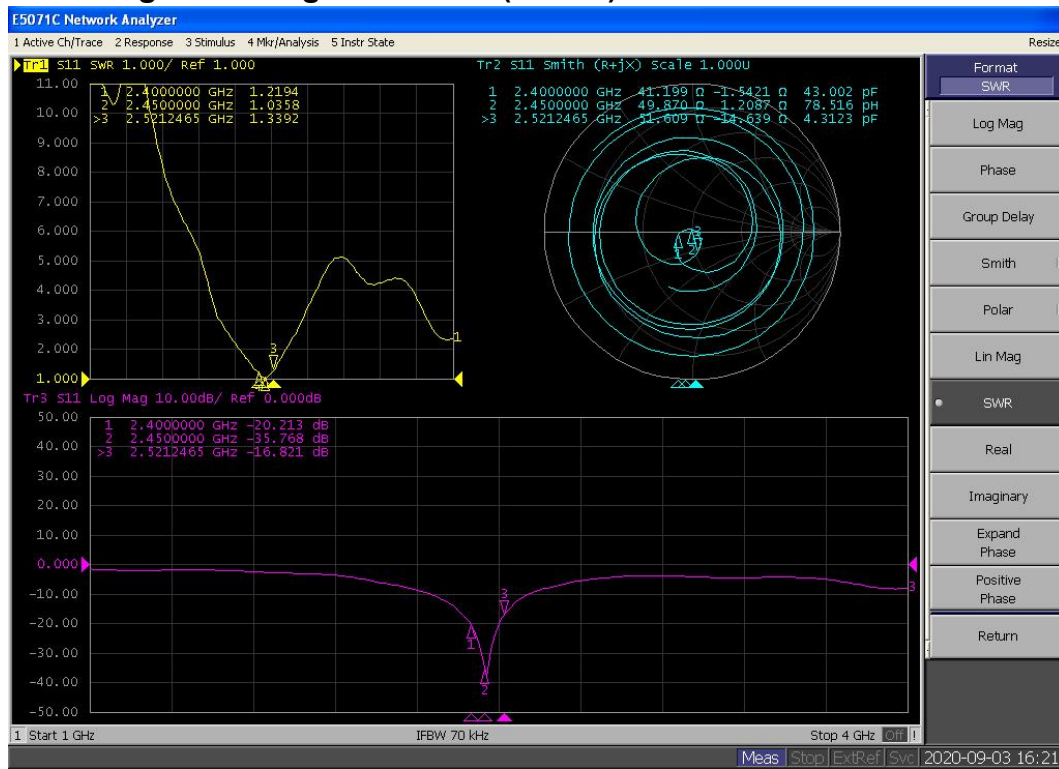 E5071C Network Analyzer
1 Active Ch/Trace 2 Response 3 Stimulus 4 Mkr/Analysis 5 Instr State
Resize
Tr1 S11 SWR 1.000/ Ref 1.000
11.00
10.00
9.000
8.000
7.000
6.000
5.000
4.000
3.000
2.000
1.000
1 2.4000000 GHz 1.2194
2 2.4500000 GHz 1.0358
>3 2.5212465 GHz 1.3392
3
1
Tr2 S11 Smith (R+jX) Scale 1.000U
1 2.4000000 GHz 41.199 Ω -1.5421 Ω 43.002 pF
2 2.4500000 GHz 49.870 Ω 1.2087 Ω 78.516 pH
>3 2.5212465 GHz 51.609 Ω -14.639 Ω 4.3123 pF
3
1
2
Tr3 S11 Log Mag 10.00dB/ Ref 0.000dB
50.00
40.00
30.00
20.00
10.00
0.000
-10.00
-20.00
-30.00
-40.00
-50.00
1 2.4000000 GHz -20.213 dB
2 2.4500000 GHz -35.768 dB
>3 2.5212465 GHz -16.821 dB
3
1
2
3
1 Start 1 GHz
IFBW 70 kHz
Stop 4 GHz Off !
Format
SWR
Log Mag
Phase
Group Delay
Smith
Polar
Lin Mag
SWR
Real
Imaginary
Expand
Phase
Positive
Phase
Return
Meas Stop ExtRef Svc 2020-09-03 16:21